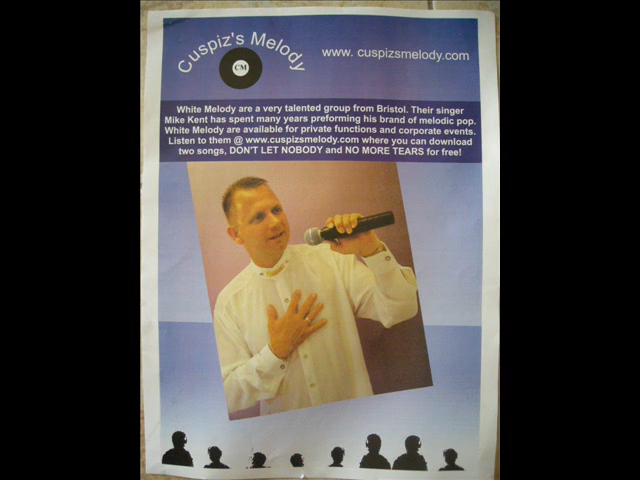 Cuspiz's Melody
CM
www. cuspizsmelody.com
White Melody are a very talented group from Bristol. Their singer
Mike Kent has spent many years preforming his brand of melodic pop.
White Melody are available for private functions and corporate events.
Listen to them @ www.cuspizsmelody.com where you can download
two songs, DON'T LET NOBODY and NO MORE TEARS for free!